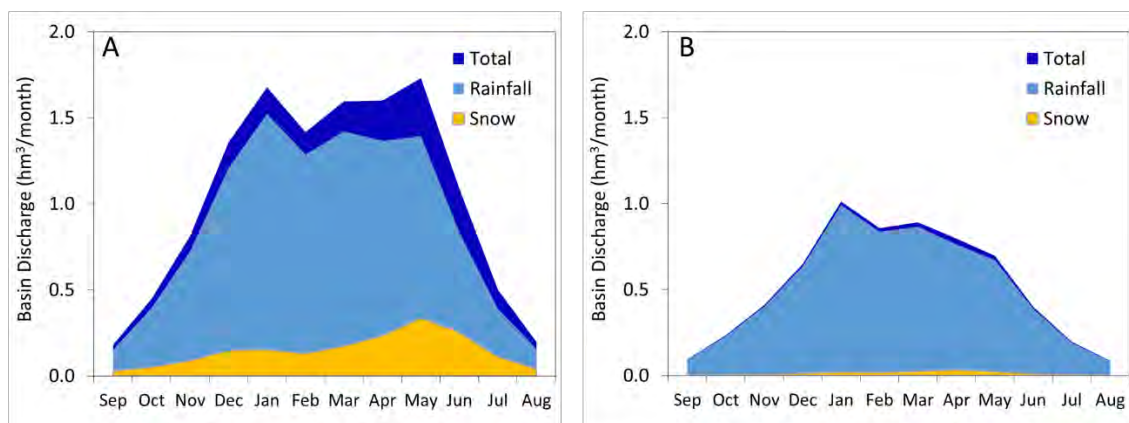 A
Total
Rainfall
Snow
Basin Discharge (hm³/month)
2.0
1.5
1.0
0.5
0.0
Sep Oct Nov Dec Jan Feb Mar Apr May Jun Jul Aug
B
Total
Rainfall
Snow
Basin Discharge (hm³/month)
2.0
1.5
1.0
0.5
0.0
Sep Oct Nov Dec Jan Feb Mar Apr May Jun Jul Aug